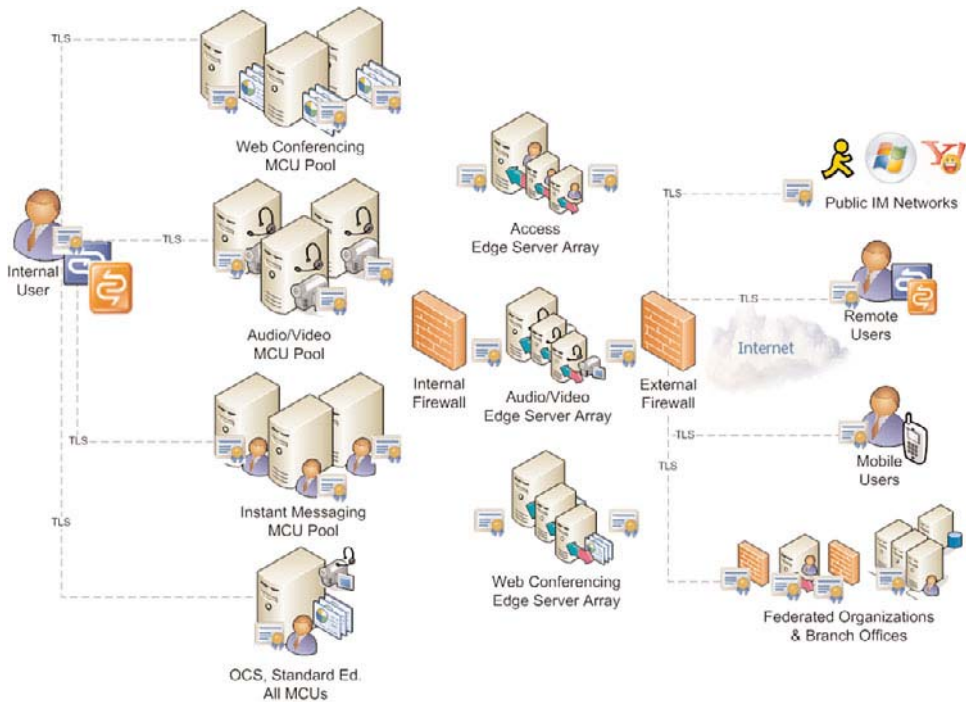 TLS
Web Conferencing
MCU Pool
Internal
User
TLS
Audio/Video
MCU Pool
TLS
Instant Messaging
MCU Pool
TLS
OCS, Standard Ed.
All MCUs
Internal
Firewall
Access
Edge Server Array
Audio/Video
Edge Server Array
Web Conferencing
Edge Server Array
External
Firewall
TLS
Y!
Public IM Networks
TLS
Remote
Users
Internet
TLS
Mobile
Users
TLS
Federated Organizations
& Branch Offices